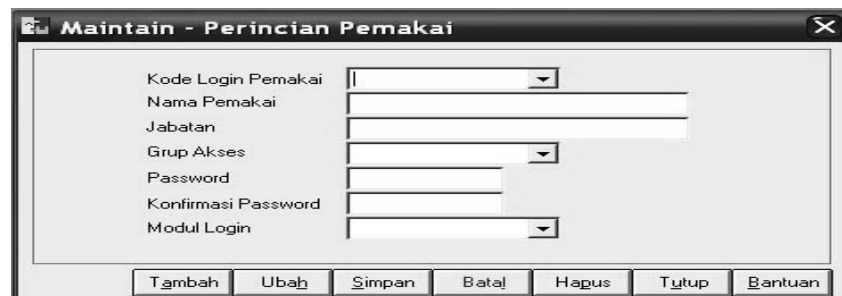 Maintain - Perincian Pemakai
Kode Login Pemakai
Nama Pemakai
Jabatan
Grup Akses
Password
Konfirmasi Password
Modul Login
Tambah Ubah Simpan Batal Hapus Tutup Bantuan